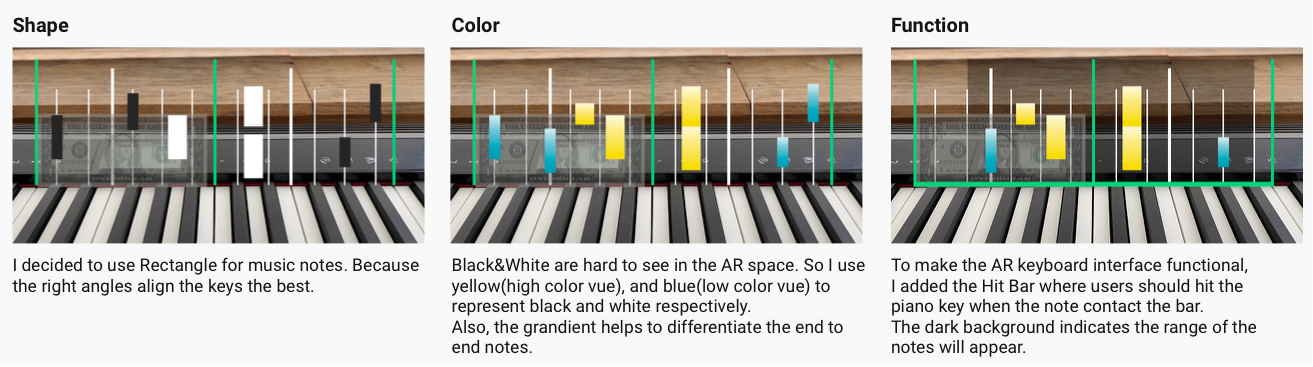 Shape
I decided to use Rectangle for music notes. Because
the right angles align the keys the best.
Color
Black&White are hard to see in the AR space. So I use
yellow(high color vue), and blue(low color vue) to
represent black and white respectively.
Also, the grandient helps to differentiate the end to
end notes.
Function
To make the AR keyboard interface functional,
I added the Hit Bar where users should hit the
piano key when the note contact the bar.
The dark background indicates the range of the
notes will appear.